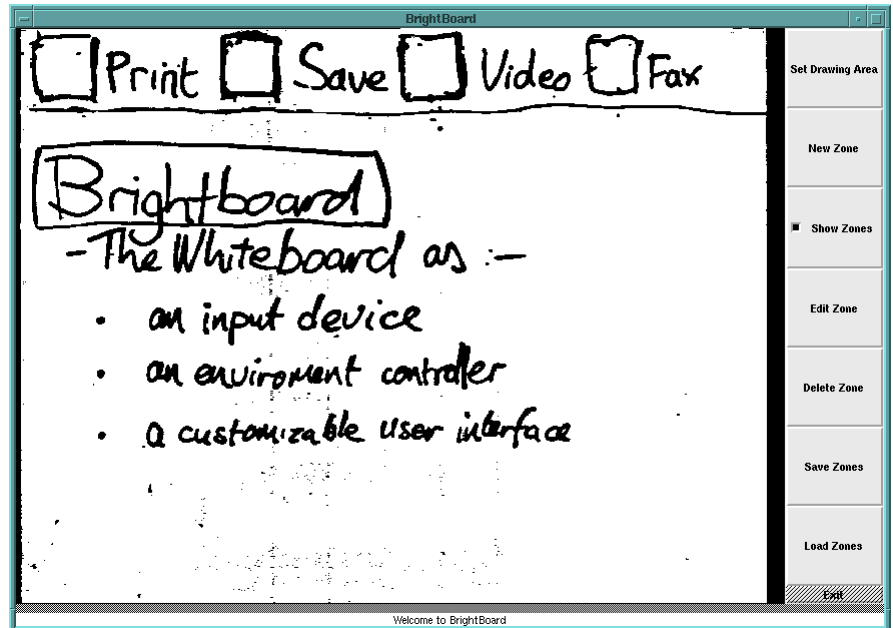 BrightBoard
Print Save Video Fax
Brightboard
-The Whiteboard as :-
• an input device
• an enviroment controller
• a customizable user interface
Set Drawing Area
New Zone
Show Zones
Edit Zone
Delete Zone
Save Zones
Load Zones
Exit
Welcome to BrightBoard